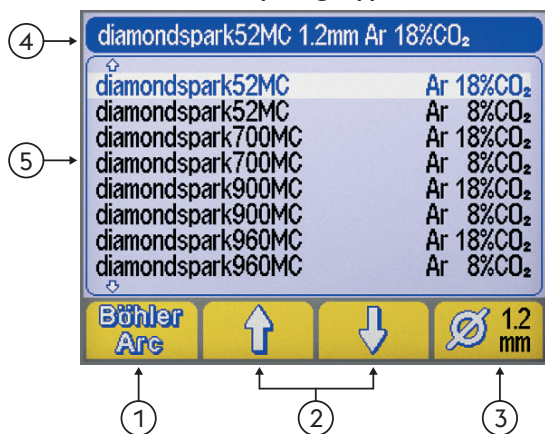 diamondspark52MC 1.2mm Ar 18%CO₂
diamondspark52MC Ar 18%CO₂
diamondspark52MC Ar 8%CO₂
diamondspark700MC Ar 18%CO₂
diamondspark700MC Ar 8%CO₂
diamondspark900MC Ar 18%CO₂
diamondspark900MC Ar 8%CO₂
diamondspark960MC Ar 18%CO₂
diamondspark960MC Ar 8%CO₂
Böhler
Arc
1.2
mm
4
5
1
2
3